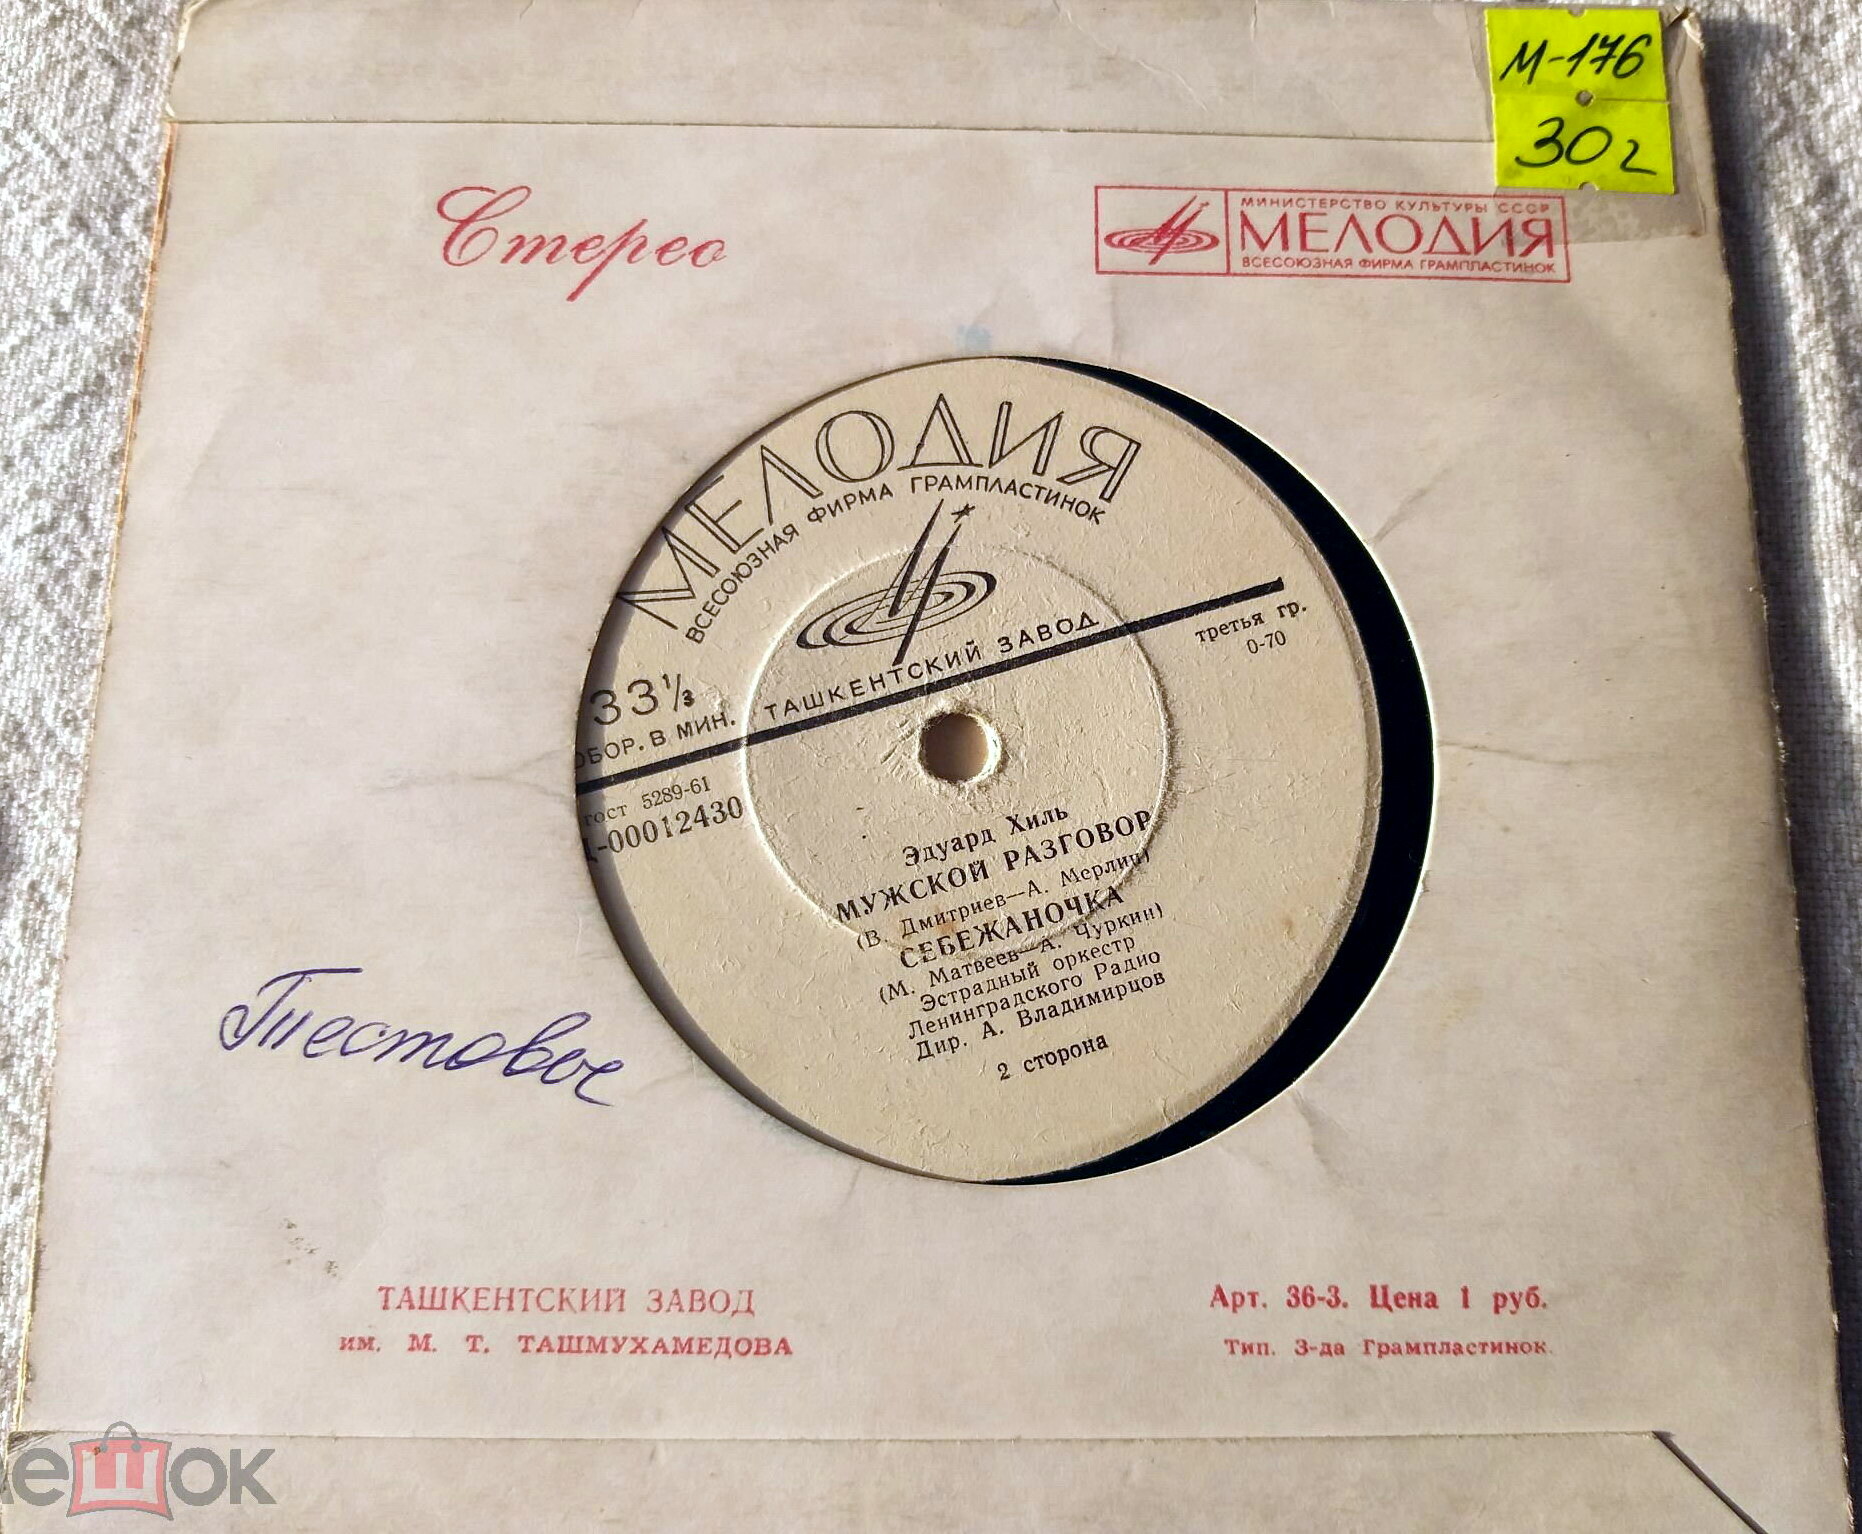 М-176
30г
Стерео
МИНИСТЕРСТВО КУЛЬТУРЫ СССР
МЕЛОДИЯ
ВСЕСОЮЗНАЯ ФИРМА ГРАМПЛАСТИНОК
МЕЛОДИЯ
ВСЕСОЮЗНАЯ ФИРМА ГРАМПЛАСТИНОК
33⅓
ОБОР. В МИН.
ТАШКЕНТСКИЙ ЗАВОД
третья гр.
0-70
гост 5289-61
Д-00012430
Эдуард Хиль
МУЖСКОЙ РАЗГОВОР
(В. Дмитриев—А. Мерлин)
СЕБЕЖАНОЧКА
(М. Матвеев—А. Чуркин)
Эстрадный оркестр
Ленинградского Радио
Дир. А. Владимирцов
2 сторона
Тестовое
ТАШКЕНТСКИЙ ЗАВОД
им. М. Т. ТАШМУХАМЕДОВА
Арт. 36-3. Цена 1 руб.
Тип. З-да Грампластинок.
мешок